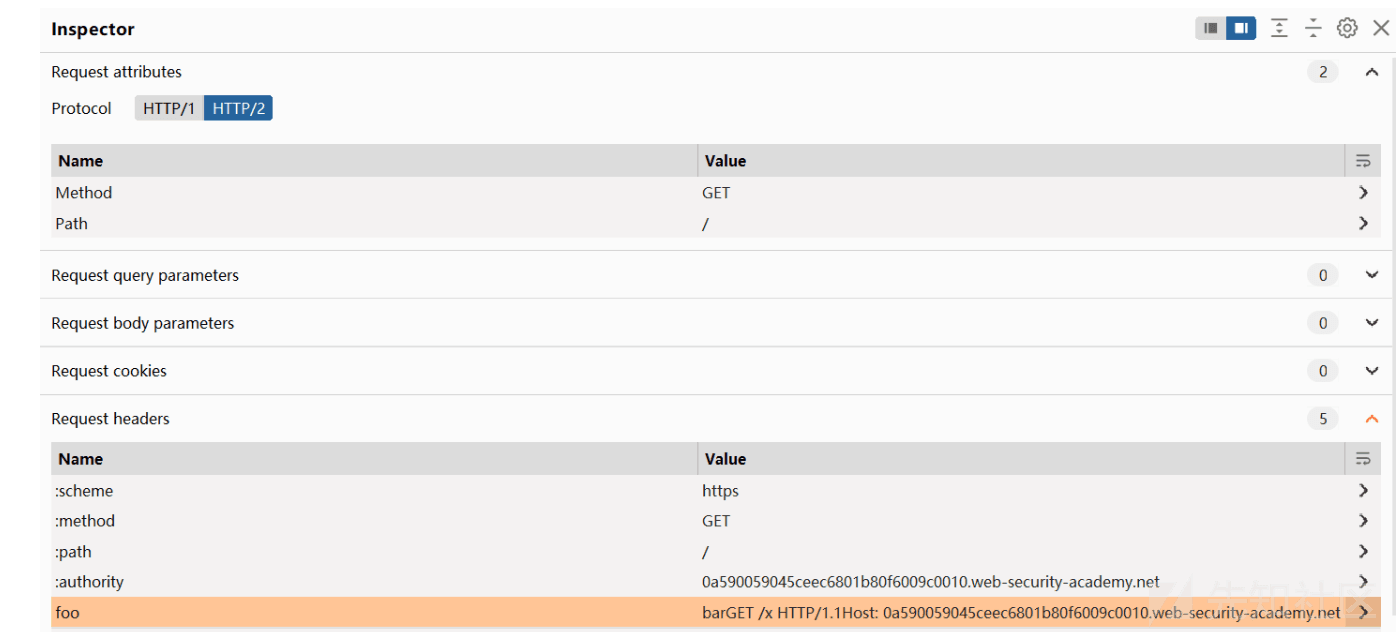 Inspector
Request attributes 2
Protocol HTTP/1 HTTP/2
Name Value
Method GET
Path /
Request query parameters 0
Request body parameters 0
Request cookies 0
Request headers 5
Name Value
:scheme https
:method GET
:path /
:authority 0a590059045ceec6801b80f6009c0010.web-security-academy.net
foo barGET /x HTTP/1.1Host: 0a590059045ceec6801b80f6009c0010.web-security-academy.net
先知社区